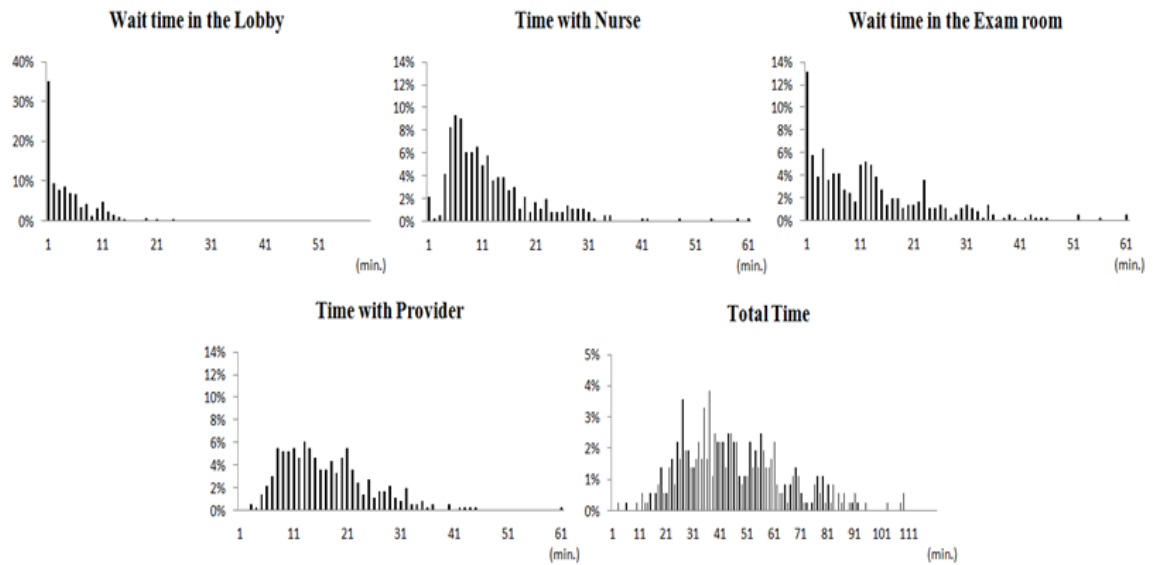 Wait time in the Lobby
40%
30%
20%
10%
0%
1 11 21 31 41 51
(min.)
Time with Nurse
14%
12%
10%
8%
6%
4%
2%
0%
1 11 21 31 41 51 61
(min.)
Wait time in the Exam room
14%
12%
10%
8%
6%
4%
2%
0%
1 11 21 31 41 51 61
(min.)
Time with Provider
14%
12%
10%
8%
6%
4%
2%
0%
1 11 21 31 41 51 61
(min.)
Total Time
5%
4%
3%
2%
1%
0%
1 11 21 31 41 51 61 71 81 91 101 111
(min.)